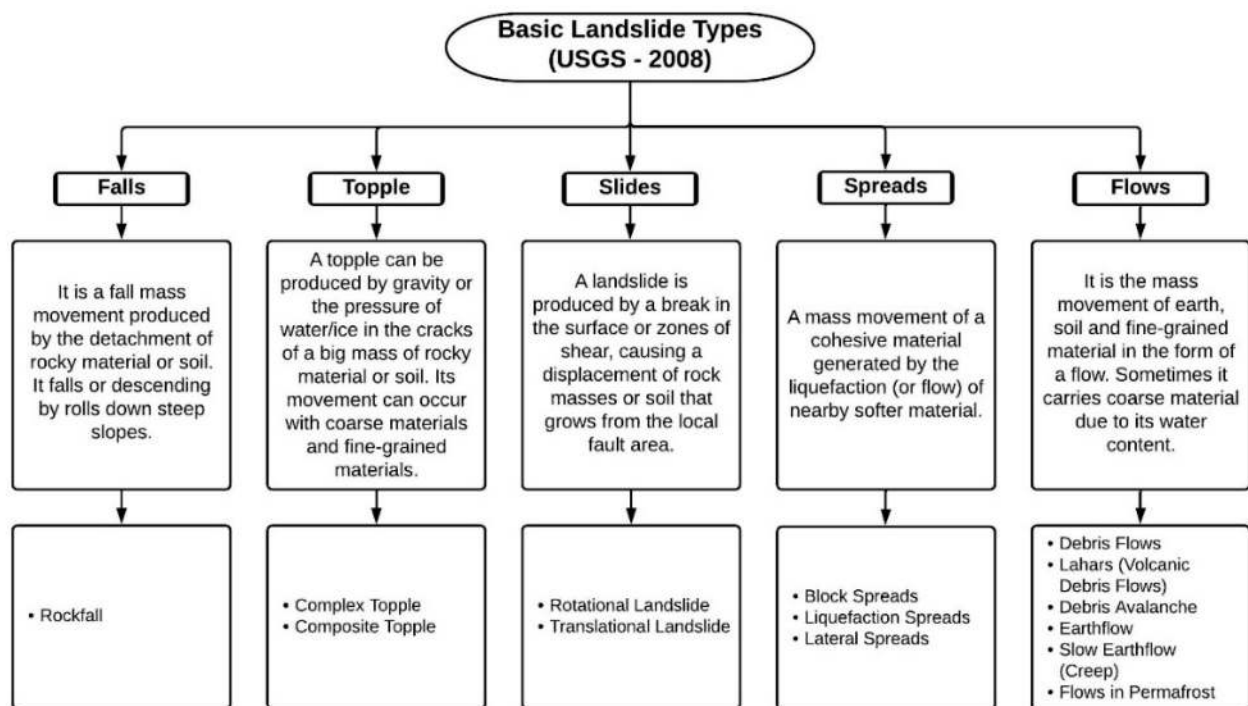 Basic Landslide Types
(USGS - 2008)
Falls
Topple
Slides
Spreads
Flows
It is a fall mass
movement produced
by the detachment of
rocky material or soil.
It falls or descending
by rolls down steep
slopes.
A topple can be
produced by gravity or
the pressure of
water/ice in the cracks
of a big mass of rocky
material or soil. Its
movement can occur
with coarse materials
and fine-grained
materials.
A landslide is
produced by a break in
the surface or zones of
shear, causing a
displacement of rock
masses or soil that
grows from the local
fault area.
A mass movement of a
cohesive material
generated by the
liquefaction (or flow) of
nearby softer material.
It is the mass
movement of earth,
soil and fine-grained
material in the form of
a flow. Sometimes it
carries coarse material
due to its water
content.
• Rockfall
• Complex Topple
• Composite Topple
• Rotational Landslide
• Translational Landslide
• Block Spreads
• Liquefaction Spreads
• Lateral Spreads
• Debris Flows
• Lahars (Volcanic
Debris Flows)
• Debris Avalanche
• Earthflow
• Slow Earthflow
(Creep)
• Flows in Permafrost